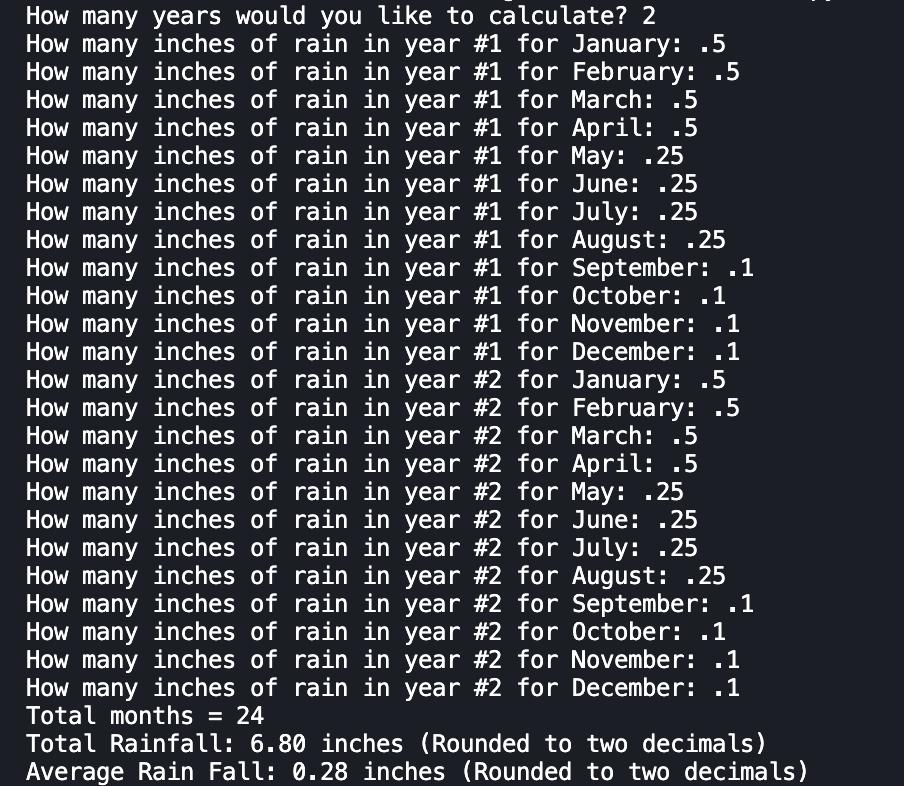 How many years would you like to calculate? 2
How many inches of rain in year #1 for January: .5
How many inches of rain in year #1 for February: .5
How many inches of rain in year #1 for March: .5
How many inches of rain in year #1 for April: .5
How many inches of rain in year #1 for May: .25
How many inches of rain in year #1 for June: .25
How many inches of rain in year #1 for July: .25
How many inches of rain in year #1 for August: .25
How many inches of rain in year #1 for September: .1
How many inches of rain in year #1 for October: .1
How many inches of rain in year #1 for November: .1
How many inches of rain in year #1 for December: .1
How many inches of rain in year #2 for January: .5
How many inches of rain in year #2 for February: .5
How many inches of rain in year #2 for March: .5
How many inches of rain in year #2 for April: .5
How many inches of rain in year #2 for May: .25
How many inches of rain in year #2 for June: .25
How many inches of rain in year #2 for July: .25
How many inches of rain in year #2 for August: .25
How many inches of rain in year #2 for September: .1
How many inches of rain in year #2 for October: .1
How many inches of rain in year #2 for November: .1
How many inches of rain in year #2 for December: .1
Total months = 24
Total Rainfall: 6.80 inches (Rounded to two decimals)
Average Rain Fall: 0.28 inches (Rounded to two decimals)